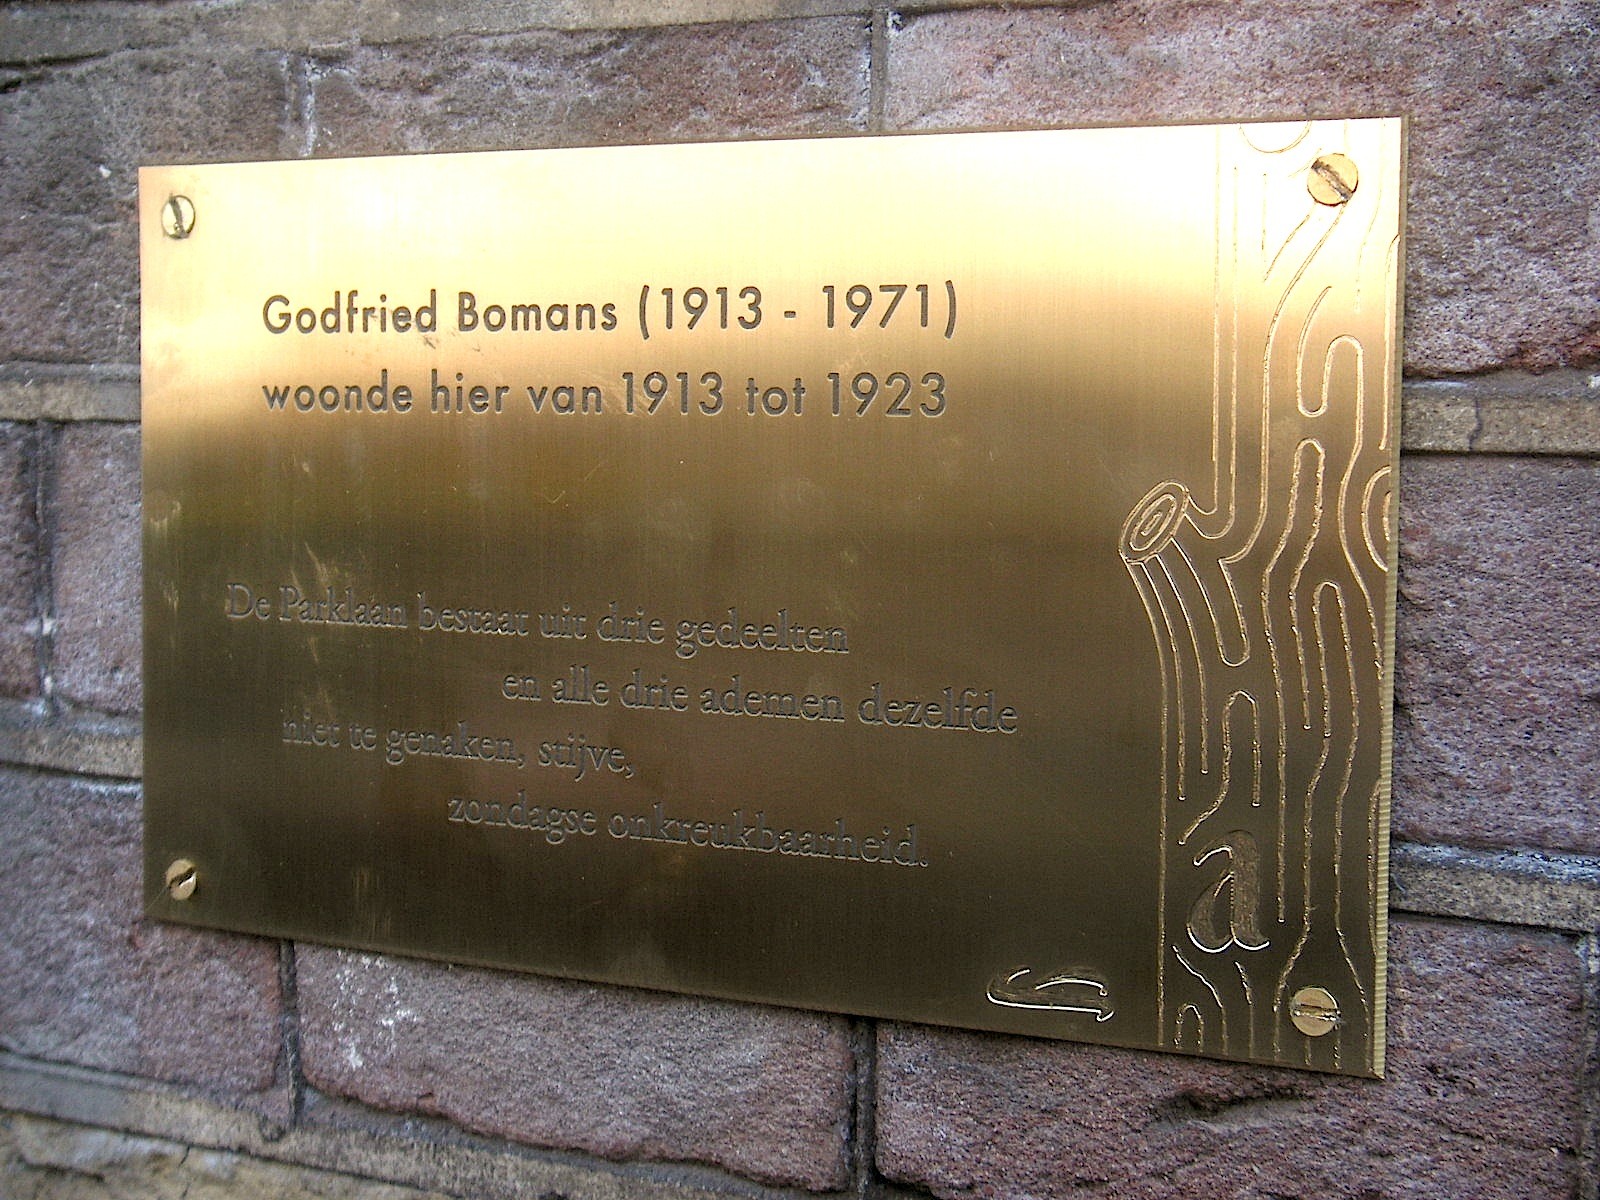 Godfried Bomans (1913 - 1971)
woonde hier van 1913 tot 1923
De Parklaan bestaat uit drie gedeelten
en alle drie ademen dezelfde
niet te genaken, stijve,
zondagse onkreukbaarheid.
a